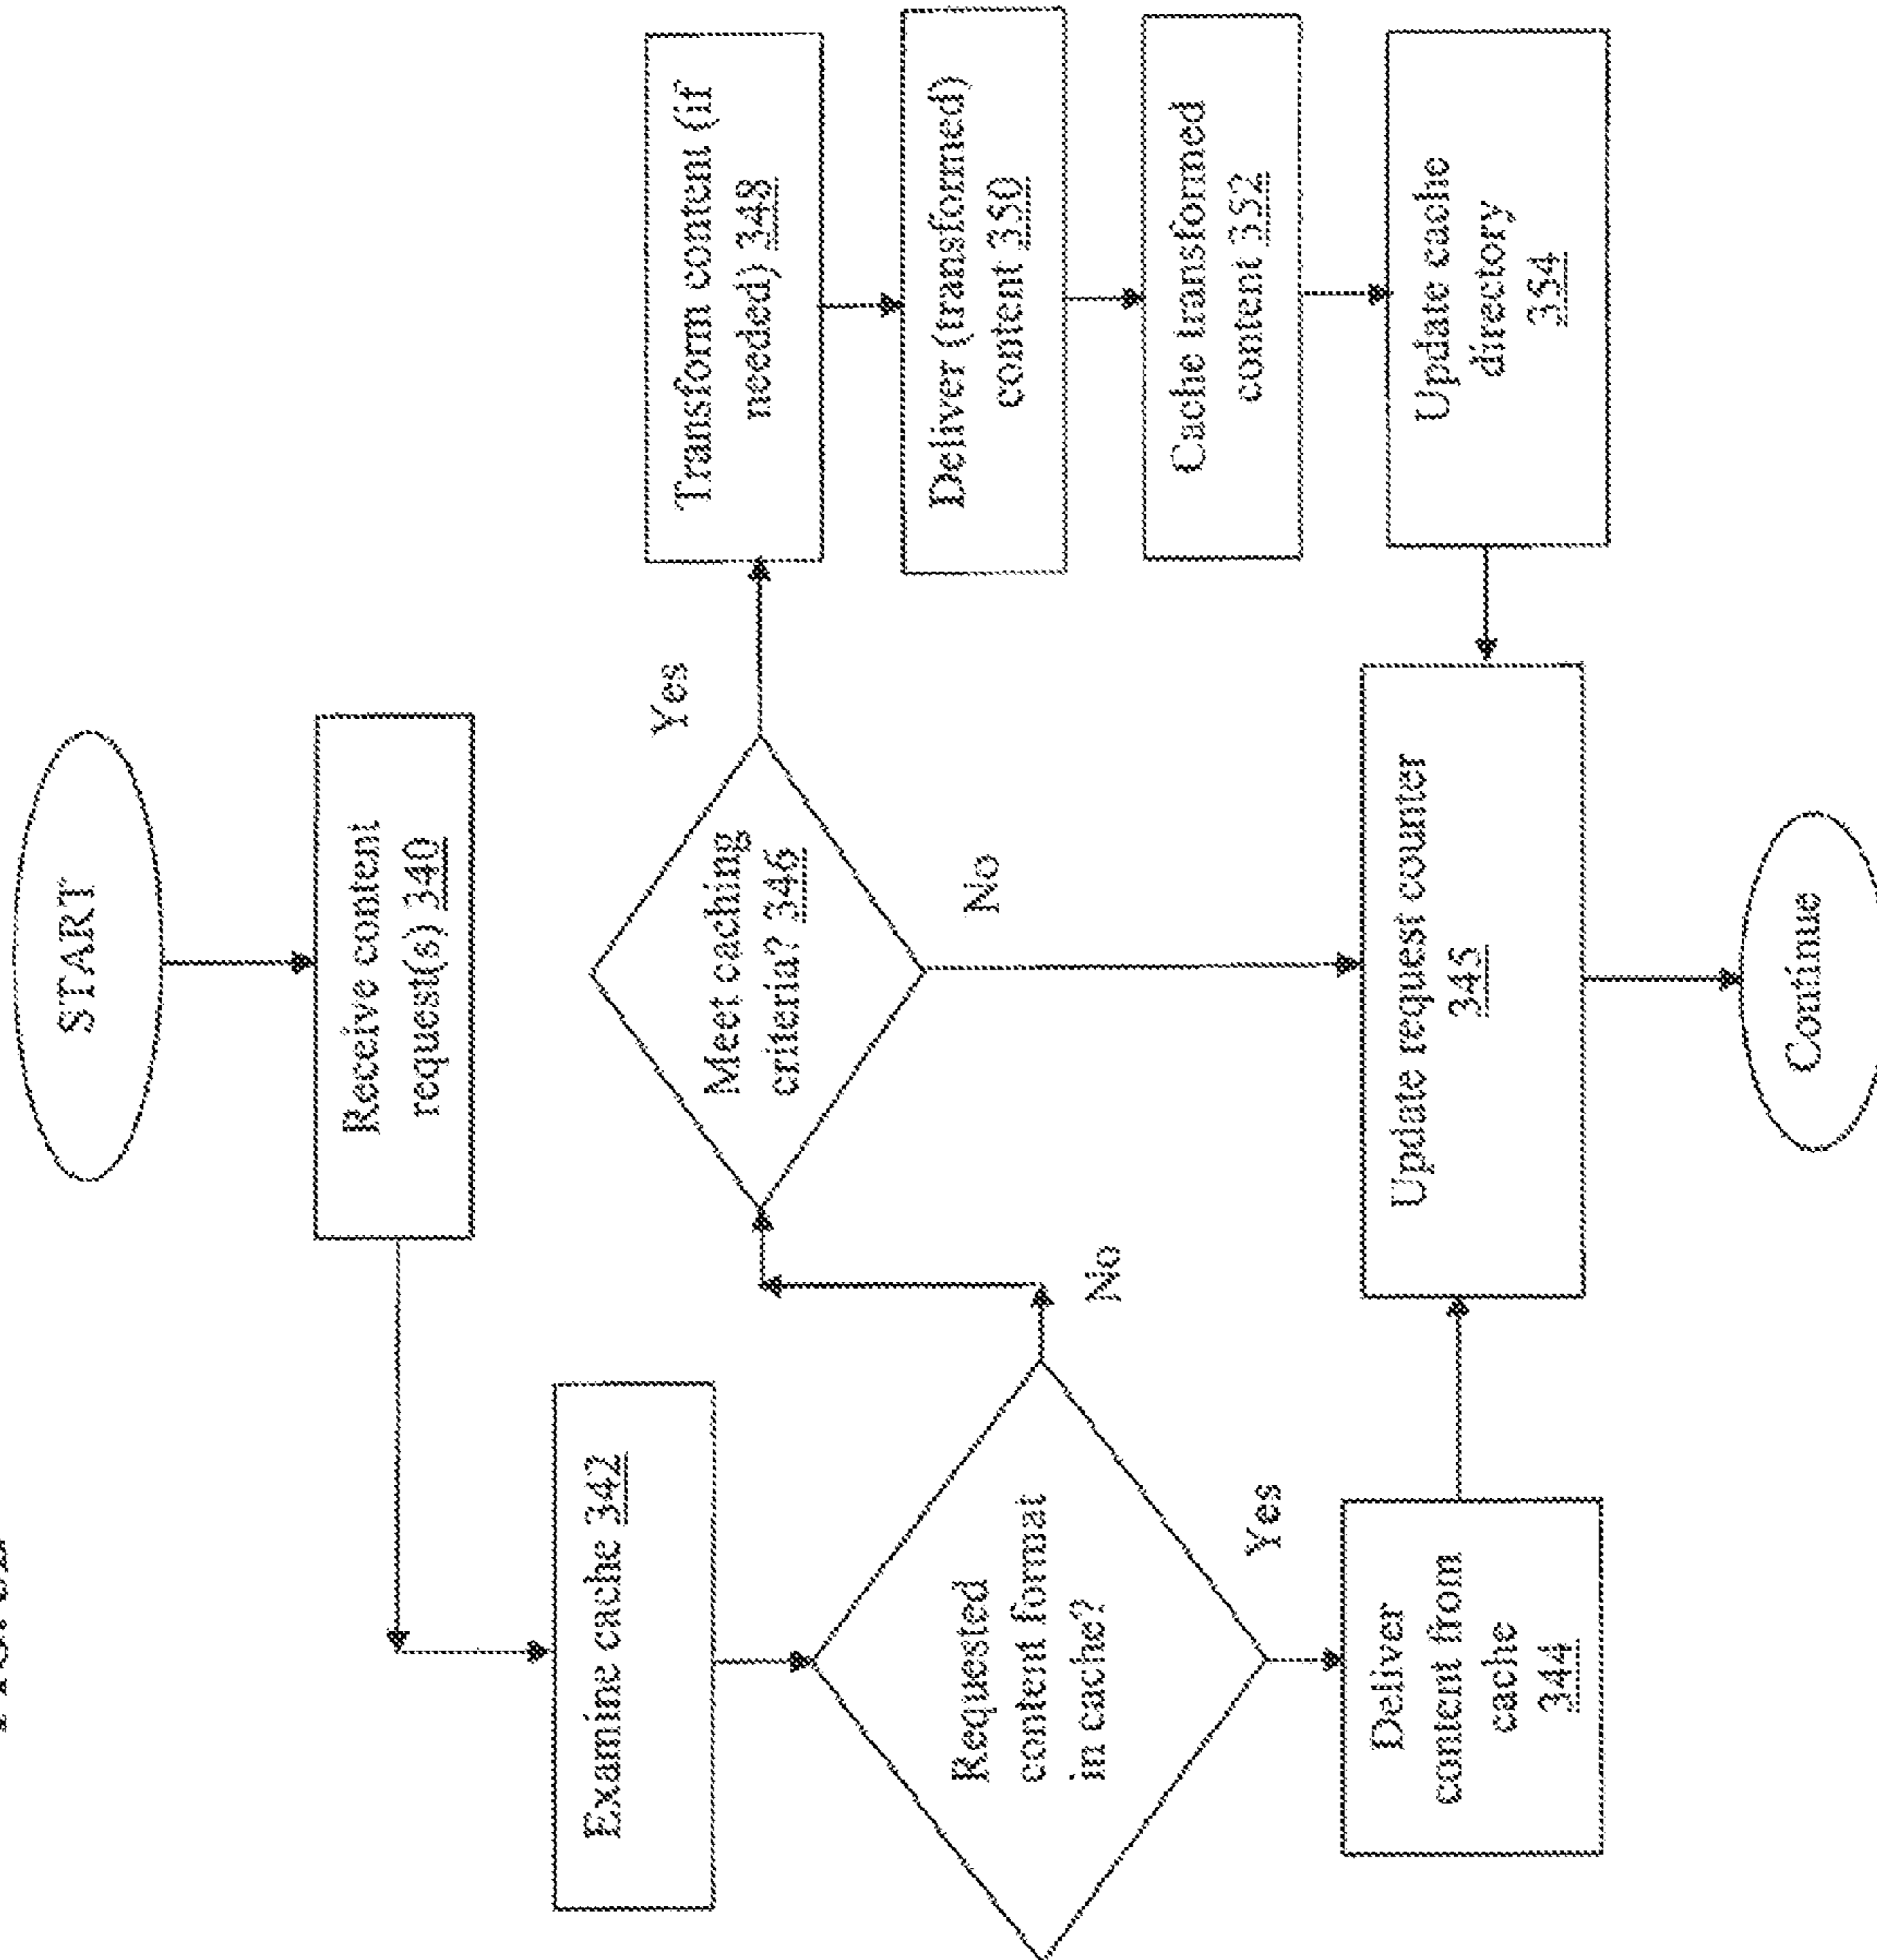 START
Receive content
request(s) 340
Examine cache 342
Requested
content format
in cache?
No
Yes
Deliver
content from
cache
344
Meet caching
criteria? 346
Yes
No
Transform content (if
needed) 348
Deliver (transformed)
content 350
Cache transformed
content 352
Update cache
directory
354
Update request counter
345
Continue